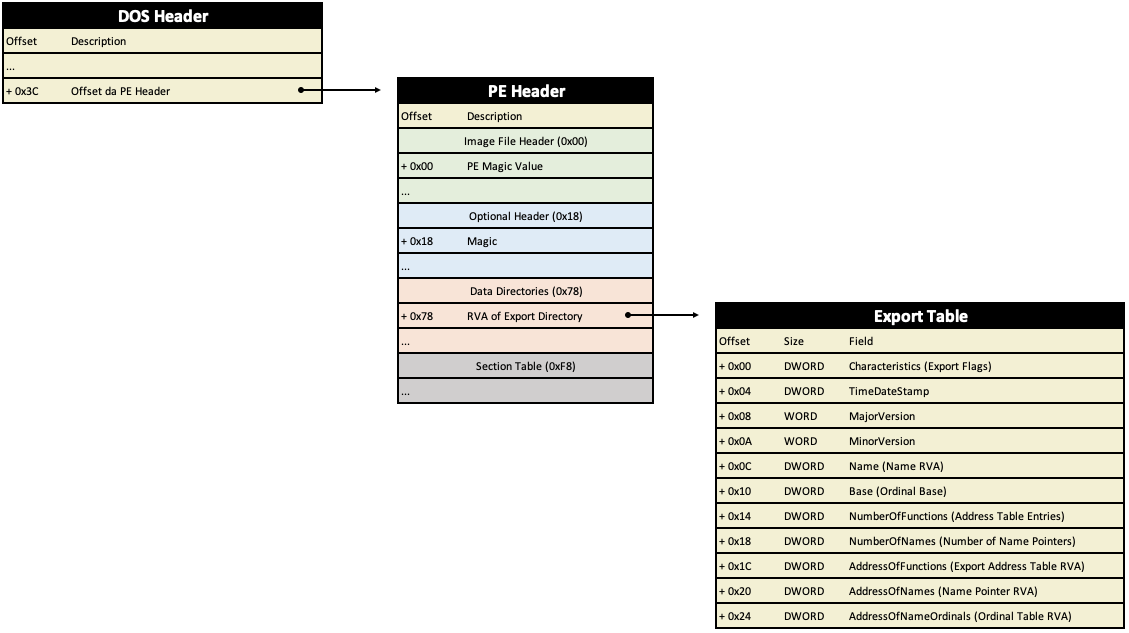 DOS Header
Offset Description
...
+ 0x3C Offset da PE Header
PE Header
Offset Description
Image File Header (0x00)
+ 0x00 PE Magic Value
...
Optional Header (0x18)
+ 0x18 Magic
...
Data Directories (0x78)
+ 0x78 RVA of Export Directory
...
Section Table (0xF8)
...
Export Table
Offset Size Field
+ 0x00 DWORD Characteristics (Export Flags)
+ 0x04 DWORD TimeDateStamp
+ 0x08 WORD MajorVersion
+ 0x0A WORD MinorVersion
+ 0x0C DWORD Name (Name RVA)
+ 0x10 DWORD Base (Ordinal Base)
+ 0x14 DWORD NumberOfFunctions (Address Table Entries)
+ 0x18 DWORD NumberOfNames (Number of Name Pointers)
+ 0x1C DWORD AddressOfFunctions (Export Address Table RVA)
+ 0x20 DWORD AddressOfNames (Name Pointer RVA)
+ 0x24 DWORD AddressOfNameOrdinals (Ordinal Table RVA)